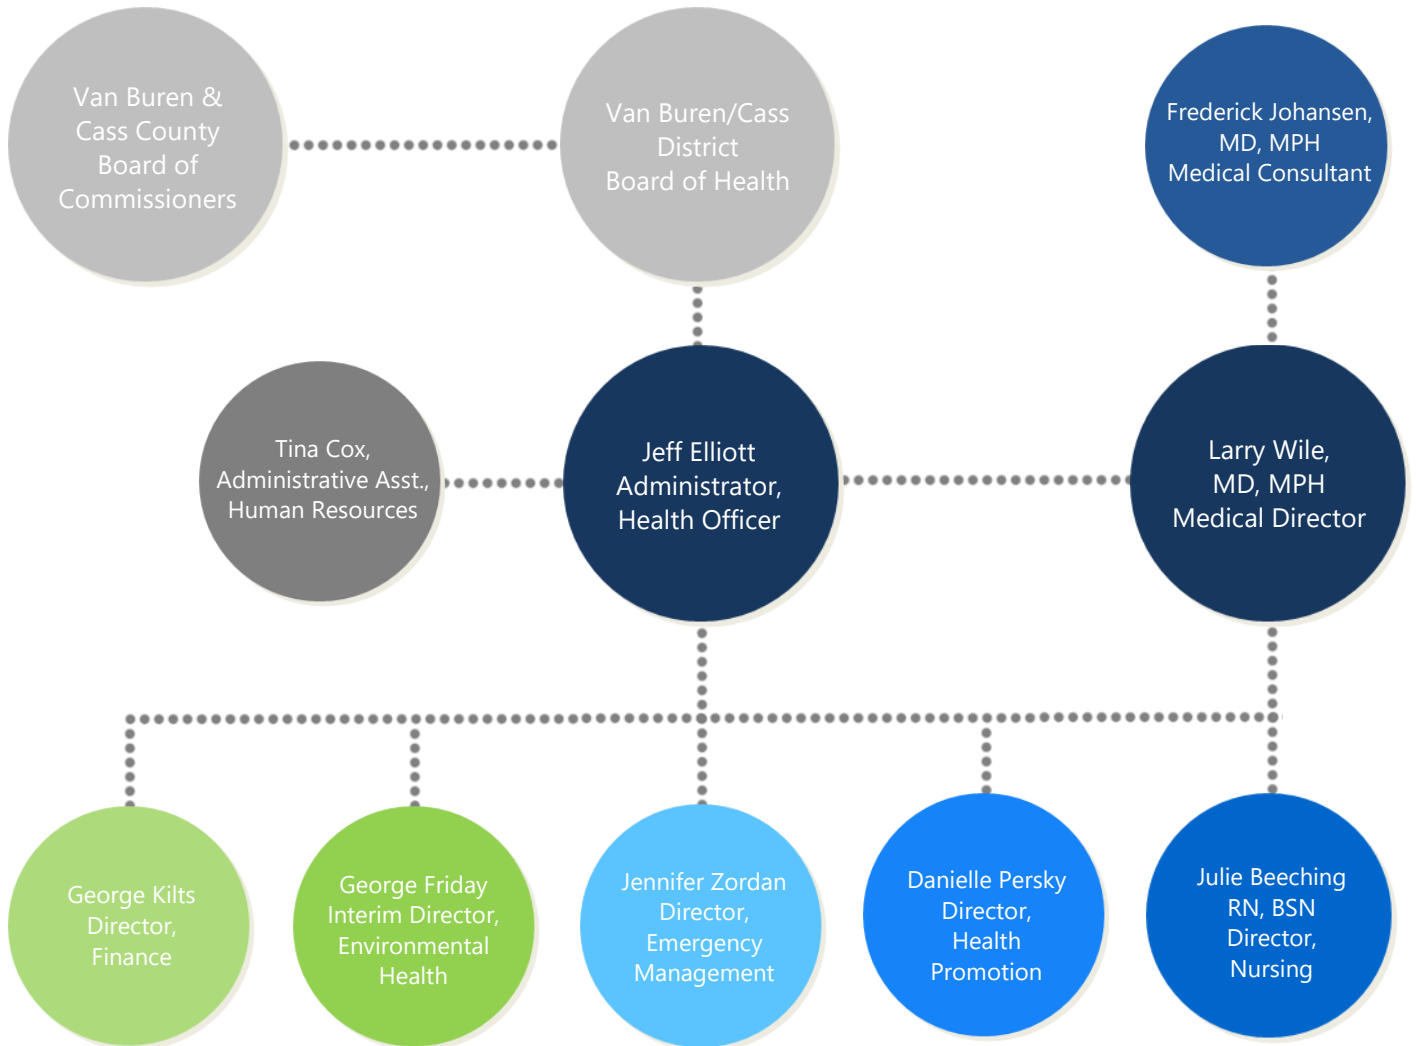 Van Buren &
Cass County
Board of
Commissioners
Van Buren/Cass
District
Board of Health
Frederick Johansen,
MD, MPH
Medical Consultant
Tina Cox,
Administrative Asst.,
Human Resources
Jeff Elliott
Administrator,
Health Officer
Larry Wile,
MD, MPH
Medical Director
George Kilts
Director,
Finance
George Friday
Interim Director,
Environmental
Health
Jennifer Zordan
Director,
Emergency
Management
Danielle Persky
Director,
Health
Promotion
Julie Beeching
RN, BSN
Director,
Nursing